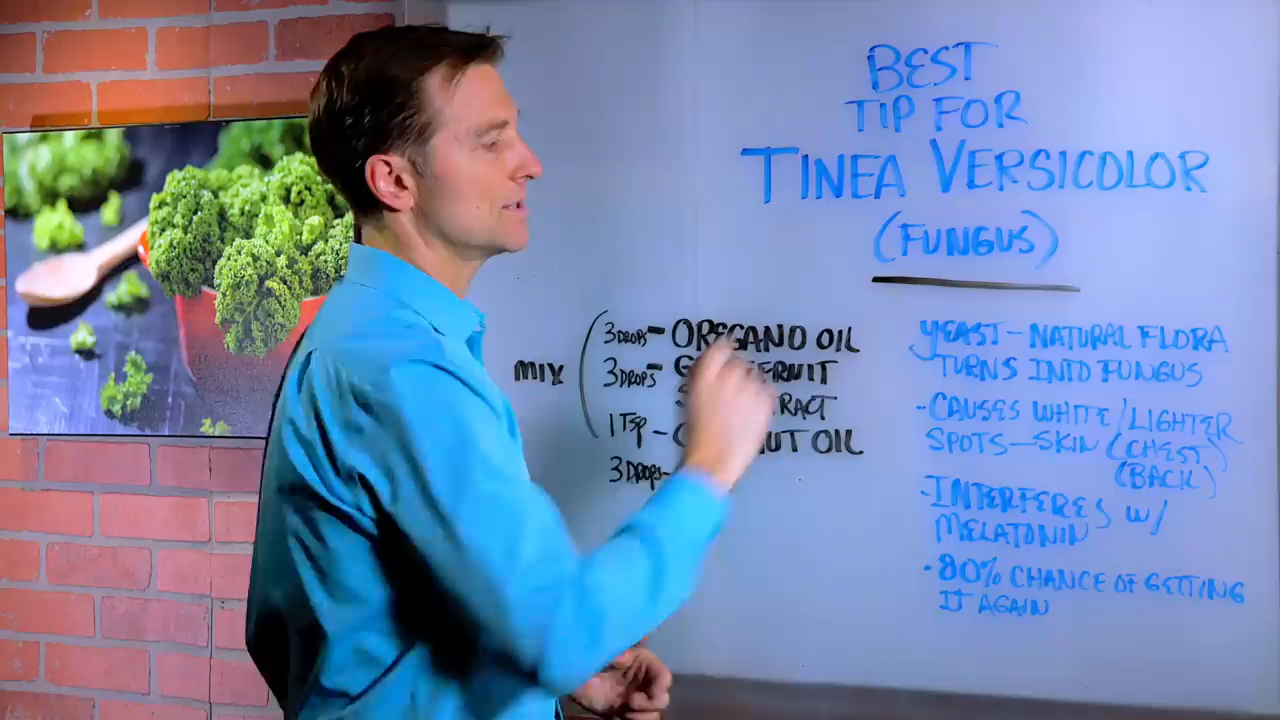 BEST
TIP FOR
TINEA VERSICOLOR
(FUNGUS)
MIX
3 DROPS - OREGANO OIL
3 DROPS -
1 TSP - OIL
3 DROPS -
YEAST - NATURAL FLORA
TURNS INTO FUNGUS
- CAUSES WHITE/LIGHTER
SPOTS - SKIN (CHEST)
(BACK)
· INTERFERES W/
MELATONIN
· 80% CHANCE OF GETTING
IT AGAIN